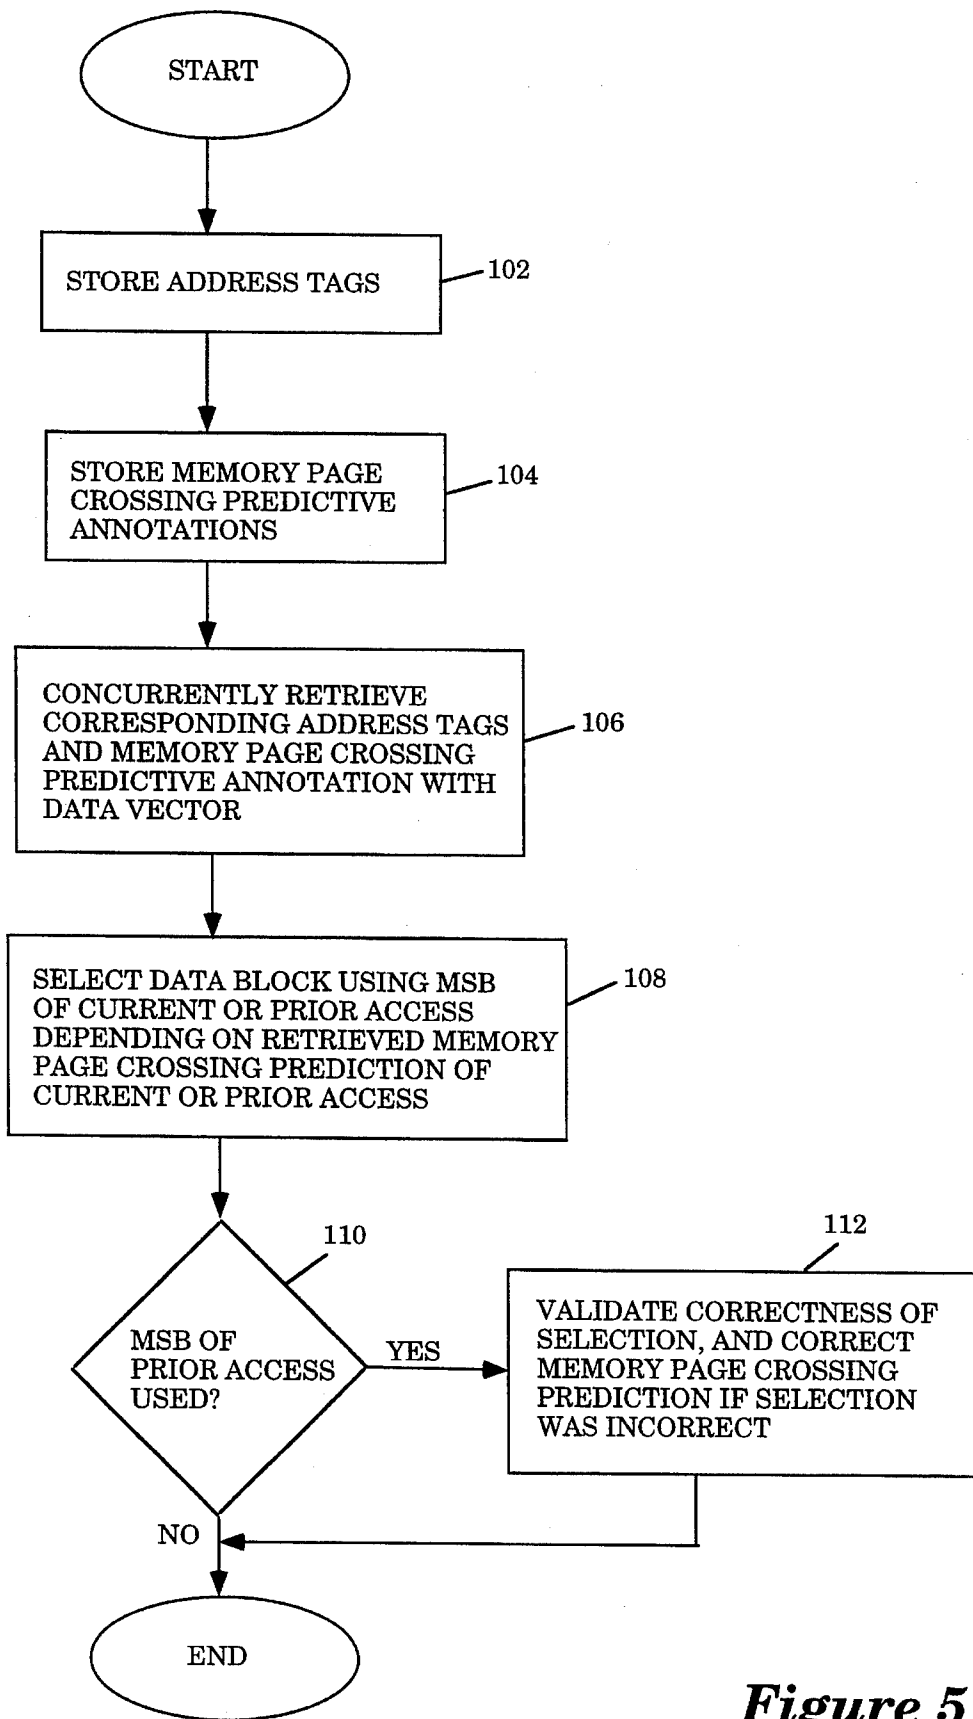 START
STORE ADDRESS TAGS
102
STORE MEMORY PAGE
CROSSING PREDICTIVE
ANNOTATIONS
104
CONCURRENTLY RETRIEVE
CORRESPONDING ADDRESS TAGS
AND MEMORY PAGE CROSSING
PREDICTIVE ANNOTATION WITH
DATA VECTOR
106
SELECT DATA BLOCK USING MSB
OF CURRENT OR PRIOR ACCESS
DEPENDING ON RETRIEVED MEMORY
PAGE CROSSING PREDICTION OF
CURRENT OR PRIOR ACCESS
108
110
MSB OF
PRIOR ACCESS
USED?
YES
112
VALIDATE CORRECTNESS OF
SELECTION, AND CORRECT
MEMORY PAGE CROSSING
PREDICTION IF SELECTION
WAS INCORRECT
NO
END
Figure 5